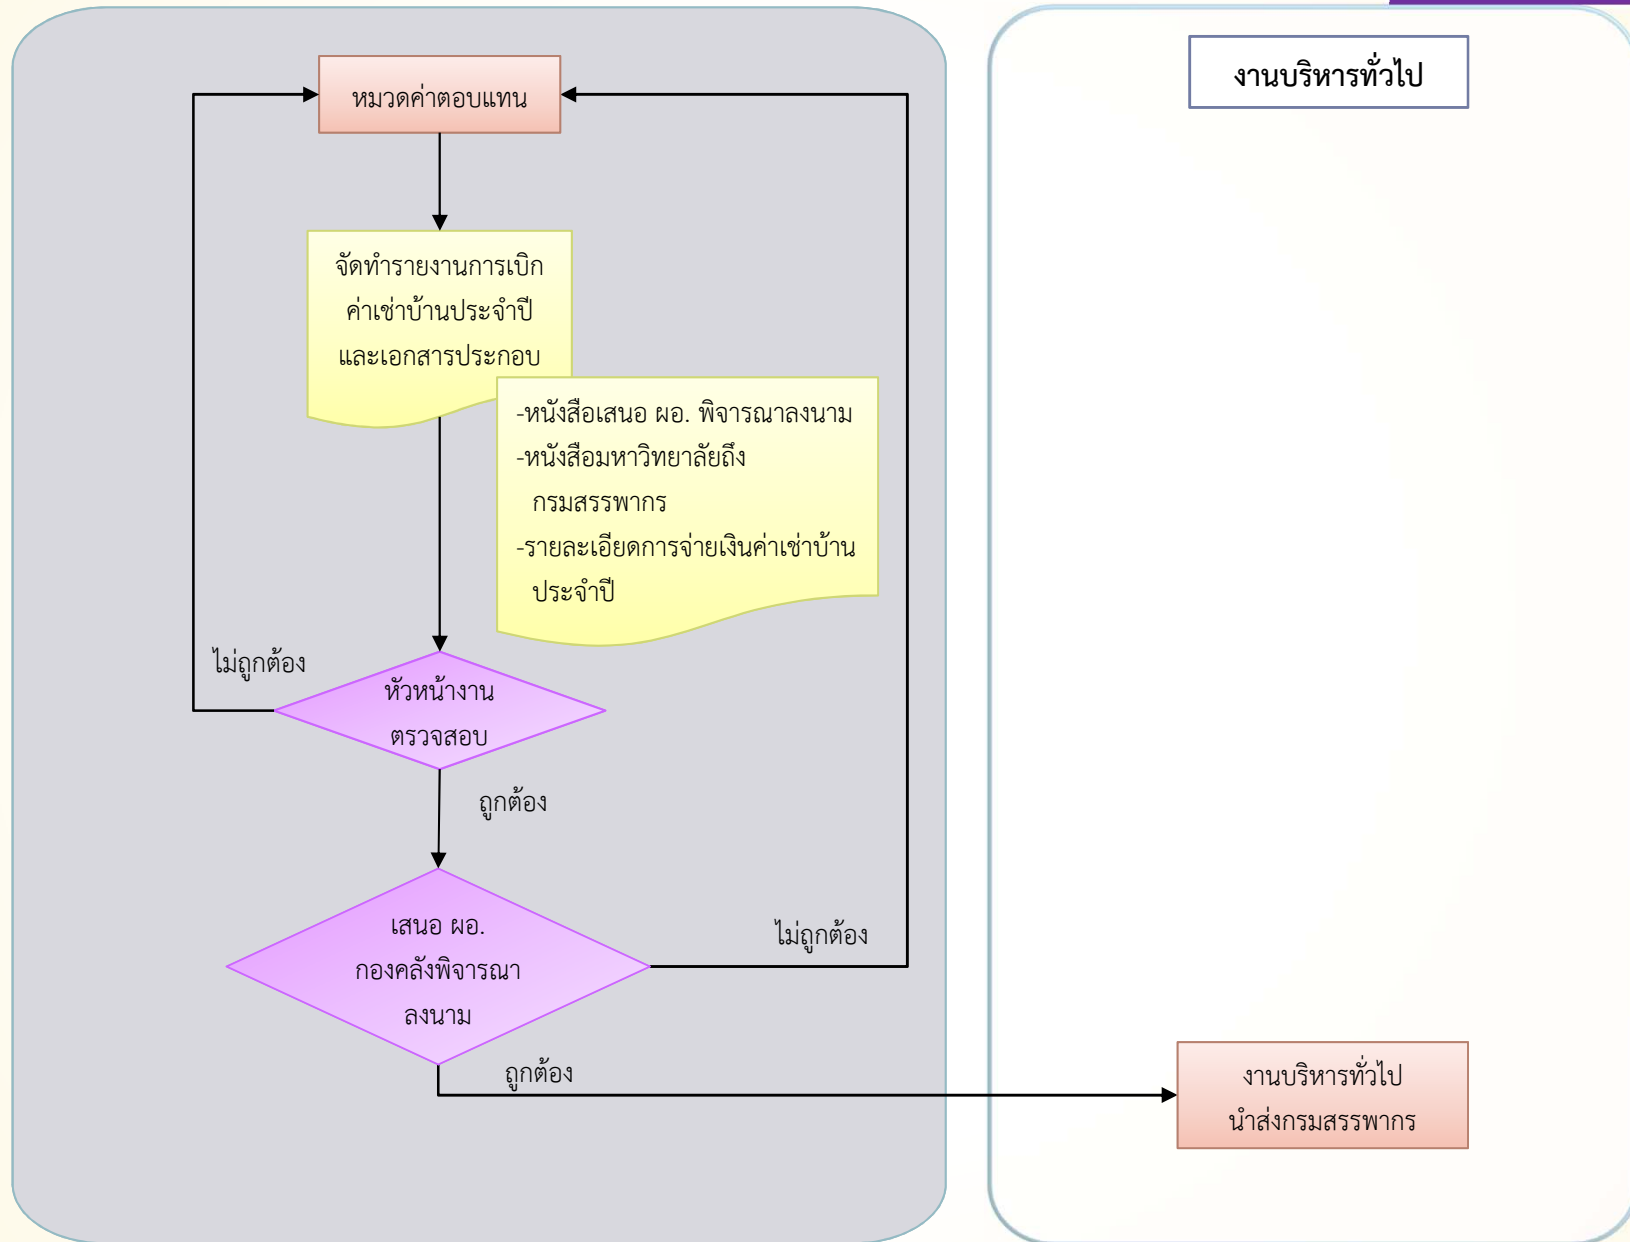 หมวดค่าตอบแทน
จัดทำรายงานการเบิก
ค่าเช่าบ้านประจำปี
และเอกสารประกอบ
-หนังสือเสนอ ผอ. พิจารณาลงนาม
-หนังสือมหาวิทยาลัยถึง
กรมสรรพากร
-รายละเอียดการจ่ายเงินค่าเช่าบ้าน
ประจำปี
ไม่ถูกต้อง
หัวหน้างาน
ตรวจสอบ
ถูกต้อง
เสนอ ผอ.
กองคลังพิจารณา
ลงนาม
ไม่ถูกต้อง
ถูกต้อง
งานบริหารทั่วไป
งานบริหารทั่วไป
นำส่งกรมสรรพากร